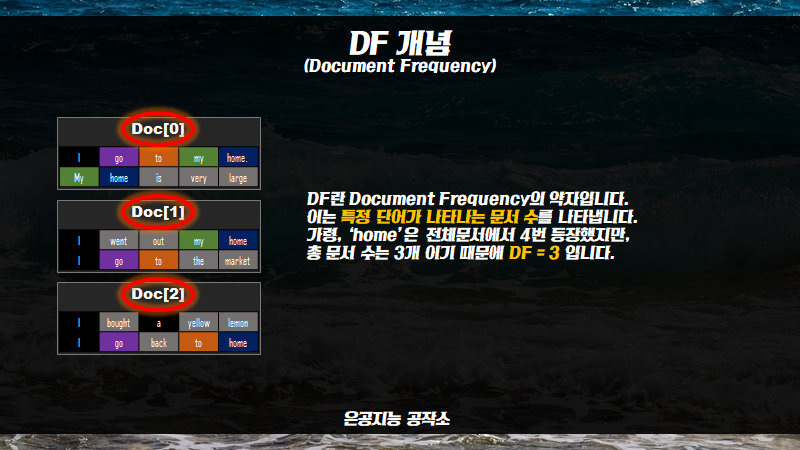 DF 개념
(Document Frequency)
Doc[0]
I go to my home.
My home is very large
Doc[1]
I went out my home
I go to the market
Doc[2]
I bought a yellow lemon
I go back to home
DF란 Document Frequency의 약자입니다.
이는 특정 단어가 나타나는 문서 수를 나타냅니다.
가령, ‘home’은 전체문서에서 4번 등장했지만,
총 문서 수는 3개 이기 때문에 DF = 3 입니다.
은공지능 공작소